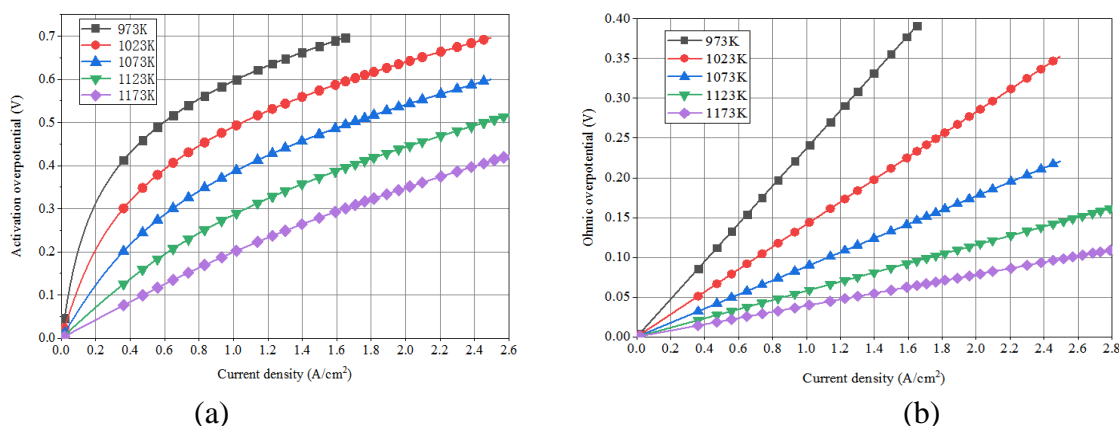 0.7
0.6
0.5
0.4
0.3
0.2
0.1
0.0
Activation overpotential (V)
973K
1023K
1073K
1123K
1173K
0.0 0.2 0.4 0.6 0.8 1.0 1.2 1.4 1.6 1.8 2.0 2.2 2.4 2.6
Current density (A/cm²)
(a)
0.40
0.35
0.30
0.25
0.20
0.15
0.10
0.05
0.00
Ohmic overpotential (V)
973K
1023K
1073K
1123K
1173K
0.0 0.2 0.4 0.6 0.8 1.0 1.2 1.4 1.6 1.8 2.0 2.2 2.4 2.6 2.8
Current density (A/cm²)
(b)